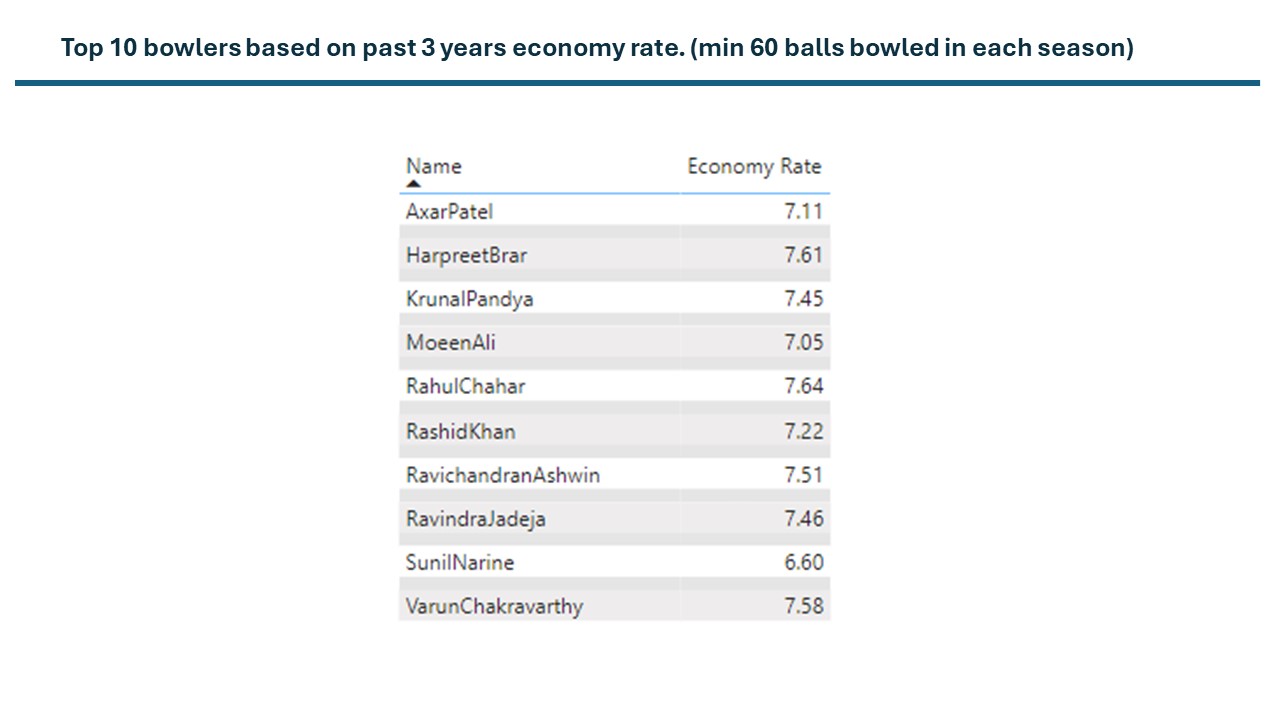 Top 10 bowlers based on past 3 years economy rate. (min 60 balls bowled in each season)
Name Economy Rate
AxarPatel 7.11
HarpreetBrar 7.61
KrunalPandya 7.45
MoeenAli 7.05
RahulChahar 7.64
RashidKhan 7.22
RavichandranAshwin 7.51
RavindraJadeja 7.46
SunilNarine 6.60
VarunChakravarthy 7.58